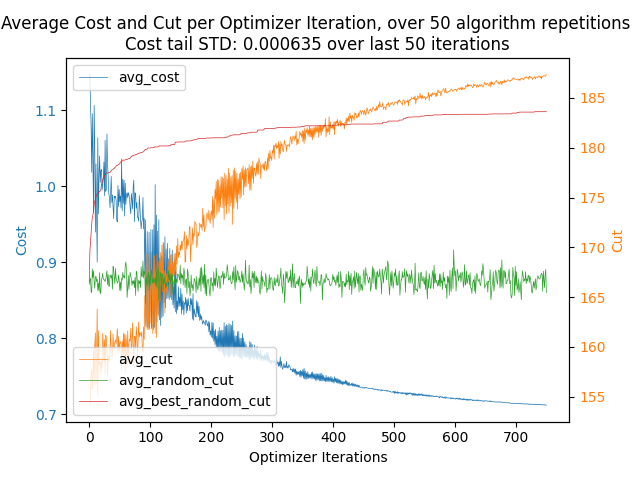 Average Cost and Cut per Optimizer Iteration, over 50 algorithm repetitions
Cost tail STD: 0.000635 over last 50 iterations
avg_cost
1.1
1.0
0.9
0.8
0.7
Cost
185
180
175
170
165
160
155
Cut
avg_cut
avg_random_cut
avg_best_random_cut
0 100 200 300 400 500 600 700
Optimizer Iterations